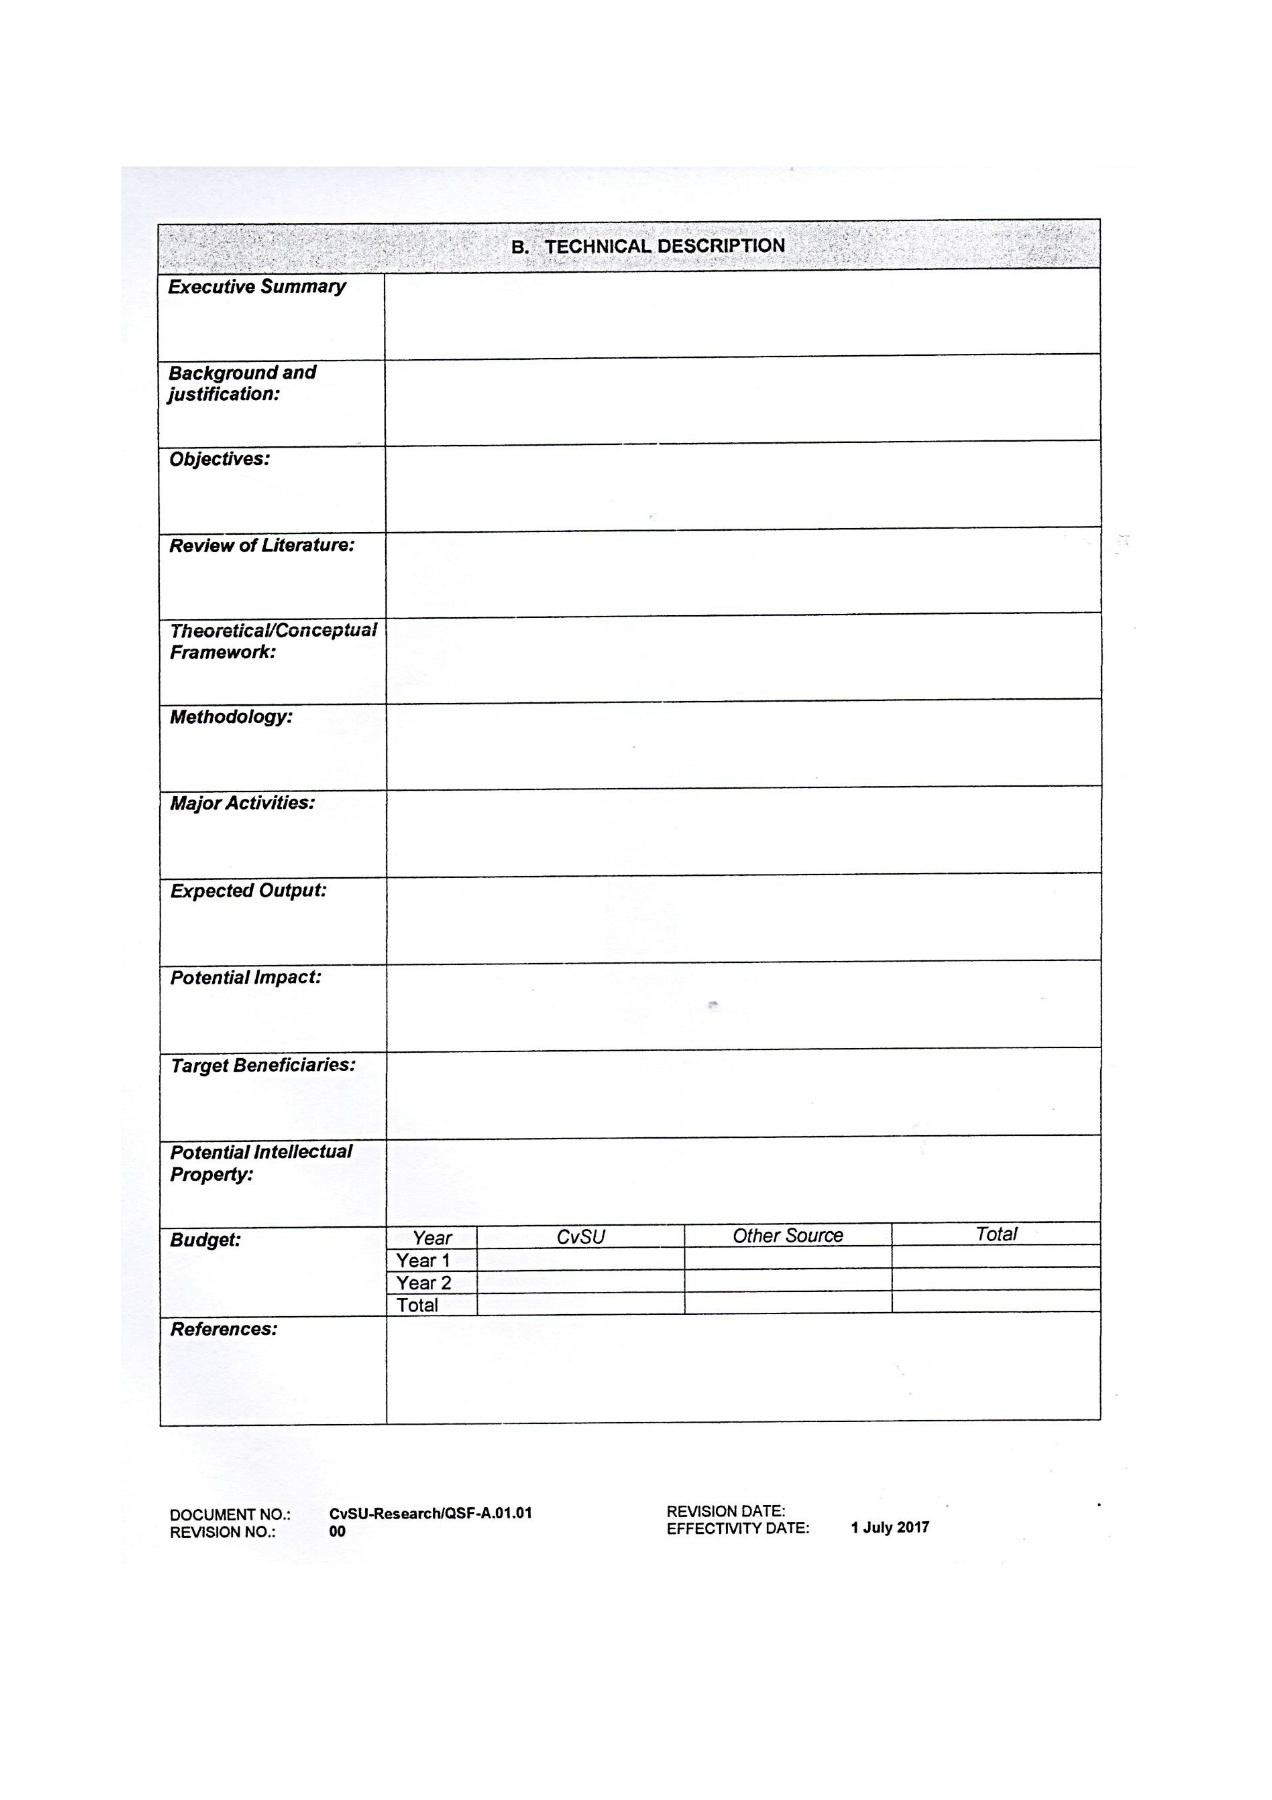 B. TECHNICAL DESCRIPTION
Executive Summary
Background and
justification:
Objectives:
Review of Literature:
Theoretical/Conceptual
Framework:
Methodology:
Major Activities:
Expected Output:
Potential Impact:
Target Beneficiaries:
Potential Intellectual
Property:
Budget:
Year CvSU Other Source Total
Year 1
Year 2
Total
References:
DOCUMENT NO.: CvSU-Research/QSF-A.01.01 REVISION DATE:
REVISION NO.: 00 EFFECTIVITY DATE: 1 July 2017